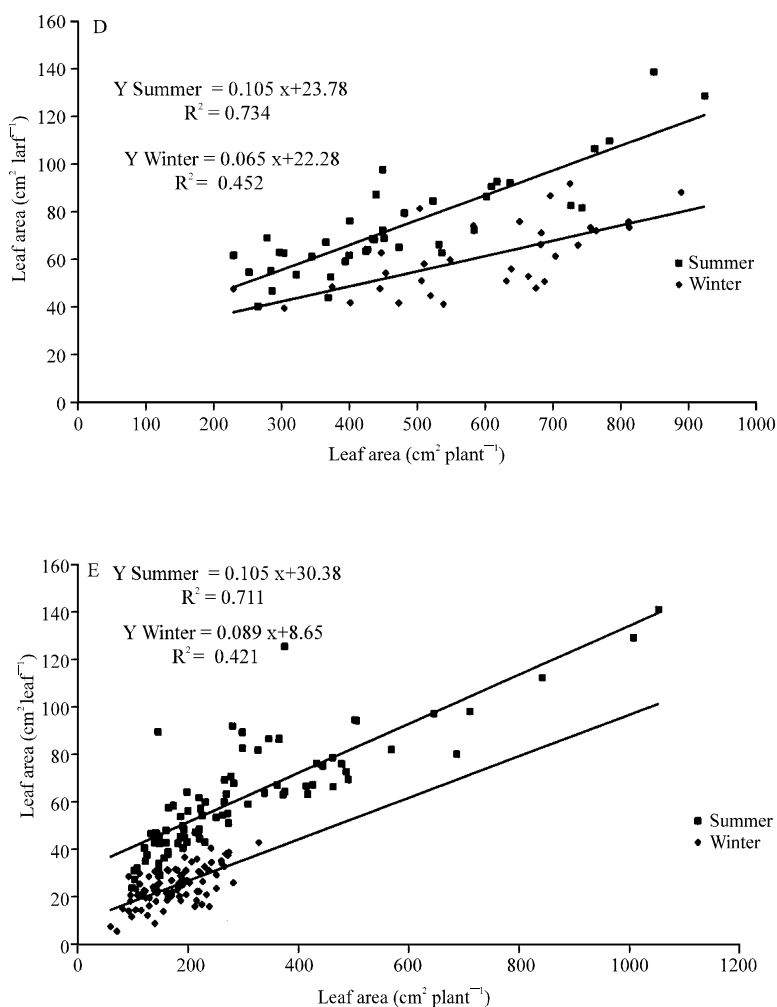 D
160
140
120
100
80
60
40
20
0
Y Summer = 0.105 x+23.78
R² = 0.734
Y Winter = 0.065 x+22.28
R² = 0.452
Leaf area (cm² larf⁻¹)
Summer
Winter
0 100 200 300 400 500 600 700 800 900 1000
Leaf area (cm² plant⁻¹)
E
160
140
120
100
80
60
40
20
0
Y Summer = 0.105 x+30.38
R² = 0.711
Y Winter = 0.089 x+8.65
R² = 0.421
Leaf area (cm² leaf⁻¹)
Summer
Winter
0 200 400 600 800 1000 1200
Leaf area (cm² plant⁻¹)